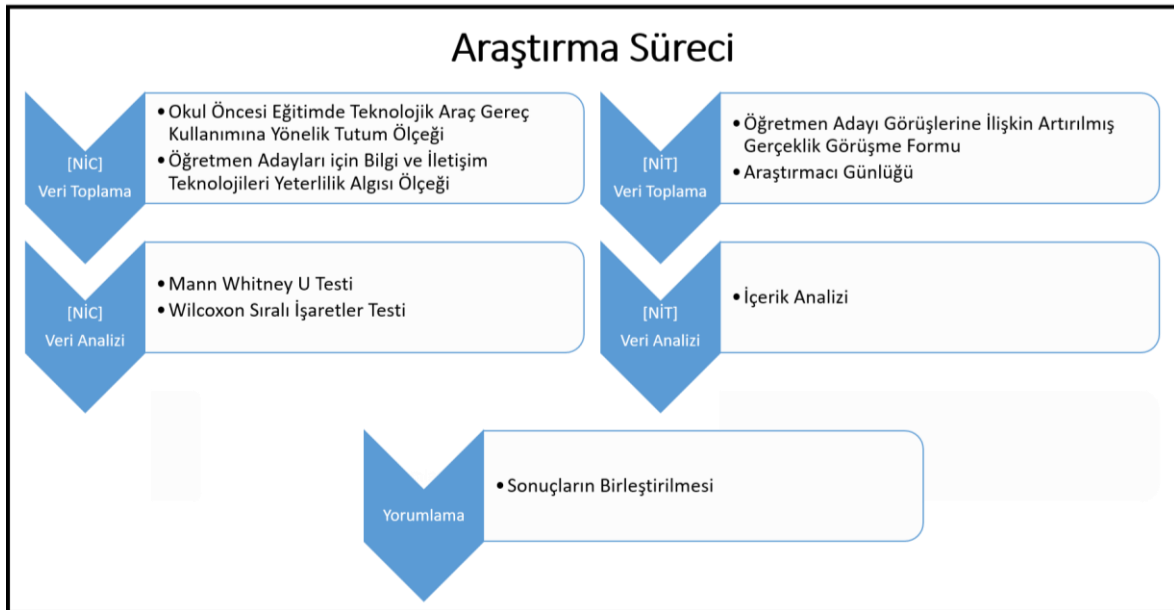 Araştırma Süreci
[NİC]
Veri Toplama
•Okul Öncesi Eğitimde Teknolojik Araç Gereç
Kullanımına Yönelik Tutum Ölçeği
•Öğretmen Adayları için Bilgi ve İletişim
Teknolojileri Yeterlilik Algısı Ölçeği
[NİT]
Veri Toplama
•Öğretmen Adayı Görüşlerine İlişkin Artırılmış
Gerçeklik Görüşme Formu
•Araştırmacı Günlüğü
[NİC]
Veri Analizi
•Mann Whitney U Testi
•Wilcoxon Sıralı İşaretler Testi
[NİT]
Veri Analizi
•İçerik Analizi
Yorumlama
•Sonuçların Birleştirilmesi